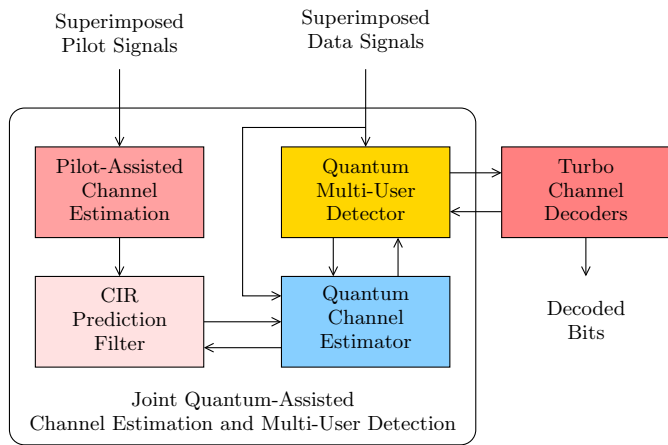 Superimposed
Pilot Signals
Superimposed
Data Signals
Pilot-Assisted
Channel
Estimation
Quantum
Multi-User
Detector
Turbo
Channel
Decoders
CIR
Prediction
Filter
Quantum
Channel
Estimator
Decoded
Bits
Joint Quantum-Assisted
Channel Estimation and Multi-User Detection